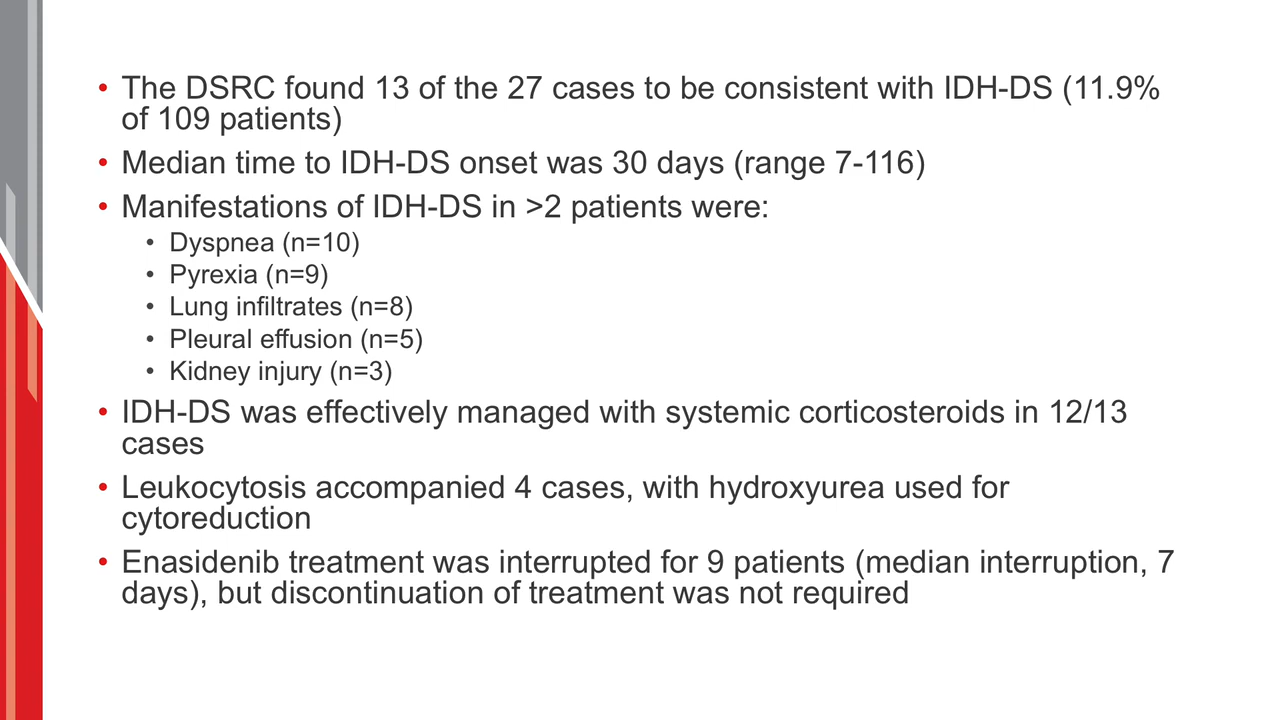 • The DSRC found 13 of the 27 cases to be consistent with IDH-DS (11.9%
of 109 patients)
• Median time to IDH-DS onset was 30 days (range 7-116)
• Manifestations of IDH-DS in >2 patients were:
• Dyspnea (n=10)
• Pyrexia (n=9)
• Lung infiltrates (n=8)
• Pleural effusion (n=5)
• Kidney injury (n=3)
• IDH-DS was effectively managed with systemic corticosteroids in 12/13
cases
• Leukocytosis accompanied 4 cases, with hydroxyurea used for
cytoreduction
• Enasidenib treatment was interrupted for 9 patients (median interruption, 7
days), but discontinuation of treatment was not required